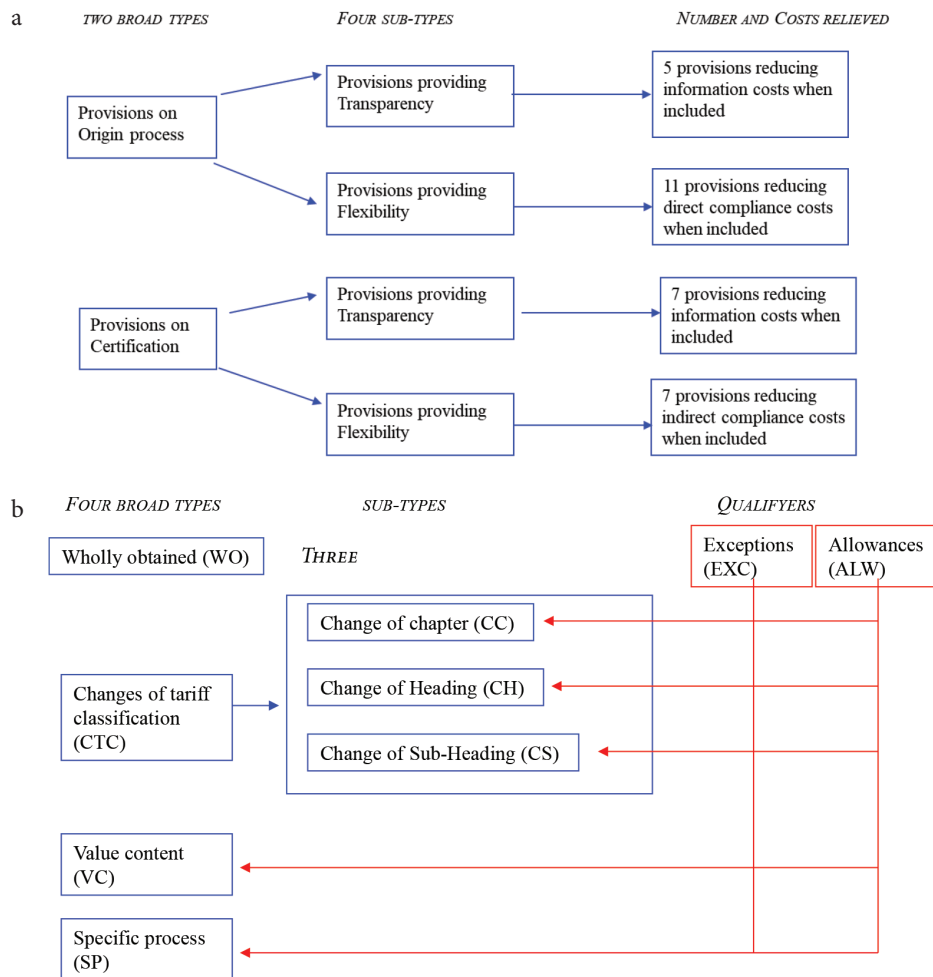 a
TWO BROAD TYPES
FOUR SUB-TYPES
NUMBER AND COSTS RELIEVED
Provisions on
Origin process
Provisions providing
Transparency
5 provisions reducing
information costs when
included
Provisions providing
Flexibility
11 provisions reducing
direct compliance costs
when included
Provisions on
Certification
Provisions providing
Transparency
7 provisions reducing
information costs when
included
Provisions providing
Flexibility
7 provisions reducing
indirect compliance costs
when included
b
FOUR BROAD TYPES
SUB-TYPES
QUALIFYERS
Wholly obtained (WO)
THREE
Exceptions
(EXC)
Allowances
(ALW)
Change of chapter (CC)
Changes of tariff
classification
(CTC)
Change of Heading (CH)
Change of Sub-Heading (CS)
Value content
(VC)
Specific process
(SP)